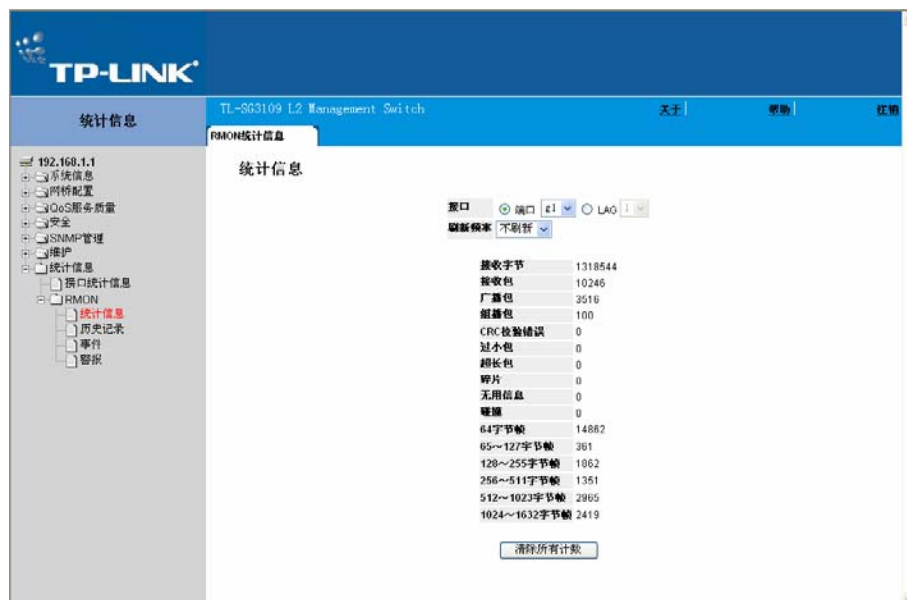 TP-LINK
统计信息
TL-SG3109 L2 Management Switch
关于
帮助
注销
RMON统计信息
192.168.1.1
系统信息
网桥配置
QoS服务质量
安全
SNMP管理
维护
统计信息
接口统计信息
RMON
统计信息
历史记录
事件
警报
统计信息
接口 端口 g1 LAG 1
刷新频率 不刷新
接收字节 1318544
接收包 10246
广播包 3516
组播包 100
CRC校验错误 0
过小包 0
超长包 0
碎片 0
无用信息 0
碰撞 0
64字节帧 14862
65～127字节帧 361
128～255字节帧 1862
256～511字节帧 1351
512～1023字节帧 2965
1024～1632字节帧 2419
清除所有计数